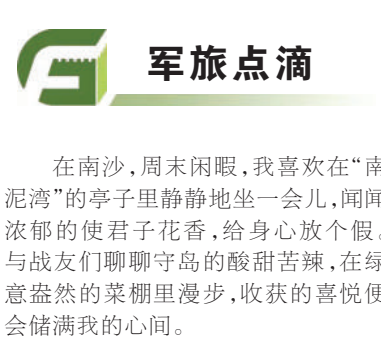 军旅点滴
在南沙,周末闲暇,我喜欢在“南
泥湾”的亭子里静静地坐一会儿,闻闻
浓郁的使君子花香,给身心放个假。
与战友们聊聊守岛的酸甜苦辣,在绿
意盎然的菜棚里漫步,收获的喜悦便
会储满我的心间。